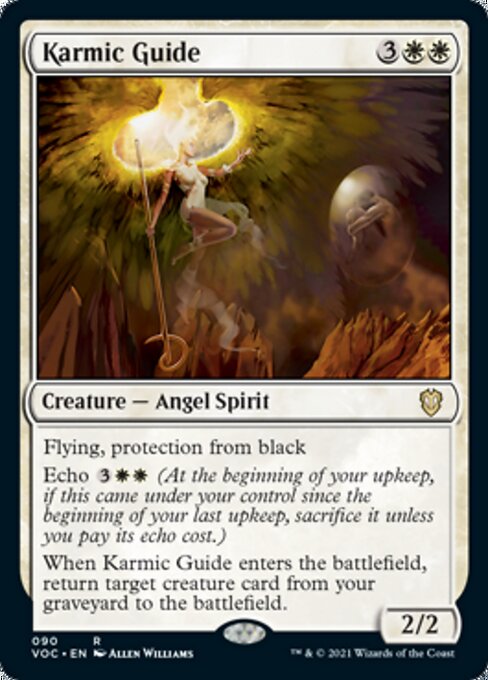 Karmic Guide 3
Creature — Angel Spirit
Flying, protection from black
Echo 3 (At the beginning of your upkeep,
if this came under your control since the
beginning of your last upkeep, sacrifice it unless
you pay its echo cost.)
When Karmic Guide enters the battlefield,
return target creature card from your
graveyard to the battlefield.
2/2
090 R
VOC • EN ALLEN WILLIAMS
™ & © 2021 Wizards of the Coast